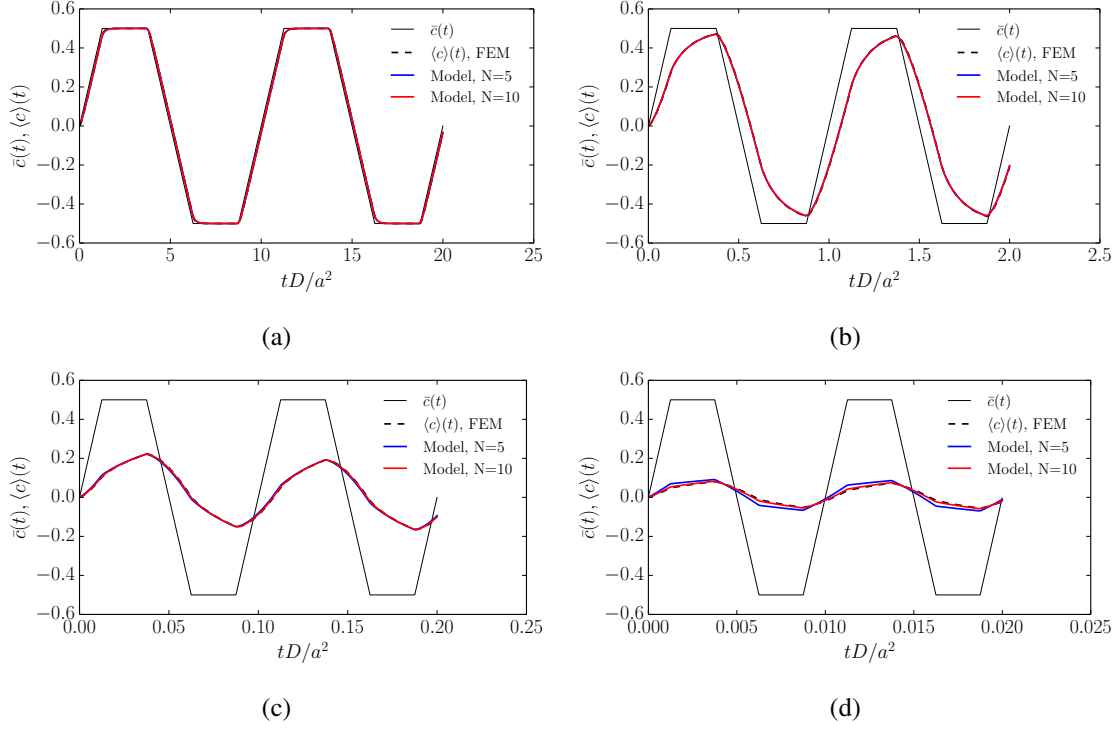 0.6
0.4
0.2
0.0
−0.2
−0.4
−0.6
c̄(t), ⟨c⟩(t)
c̄(t)
⟨c⟩(t), FEM
Model, N=5
Model, N=10
0 5 10 15 20 25
tD/a²
(a)
0.6
0.4
0.2
0.0
−0.2
−0.4
−0.6
c̄(t), ⟨c⟩(t)
c̄(t)
⟨c⟩(t), FEM
Model, N=5
Model, N=10
0.0 0.5 1.0 1.5 2.0 2.5
tD/a²
(b)
0.6
0.4
0.2
0.0
−0.2
−0.4
−0.6
c̄(t), ⟨c⟩(t)
c̄(t)
⟨c⟩(t), FEM
Model, N=5
Model, N=10
0.00 0.05 0.10 0.15 0.20 0.25
tD/a²
(c)
0.6
0.4
0.2
0.0
−0.2
−0.4
−0.6
c̄(t), ⟨c⟩(t)
c̄(t)
⟨c⟩(t), FEM
Model, N=5
Model, N=10
0.000 0.005 0.010 0.015 0.020 0.025
tD/a²
(d)